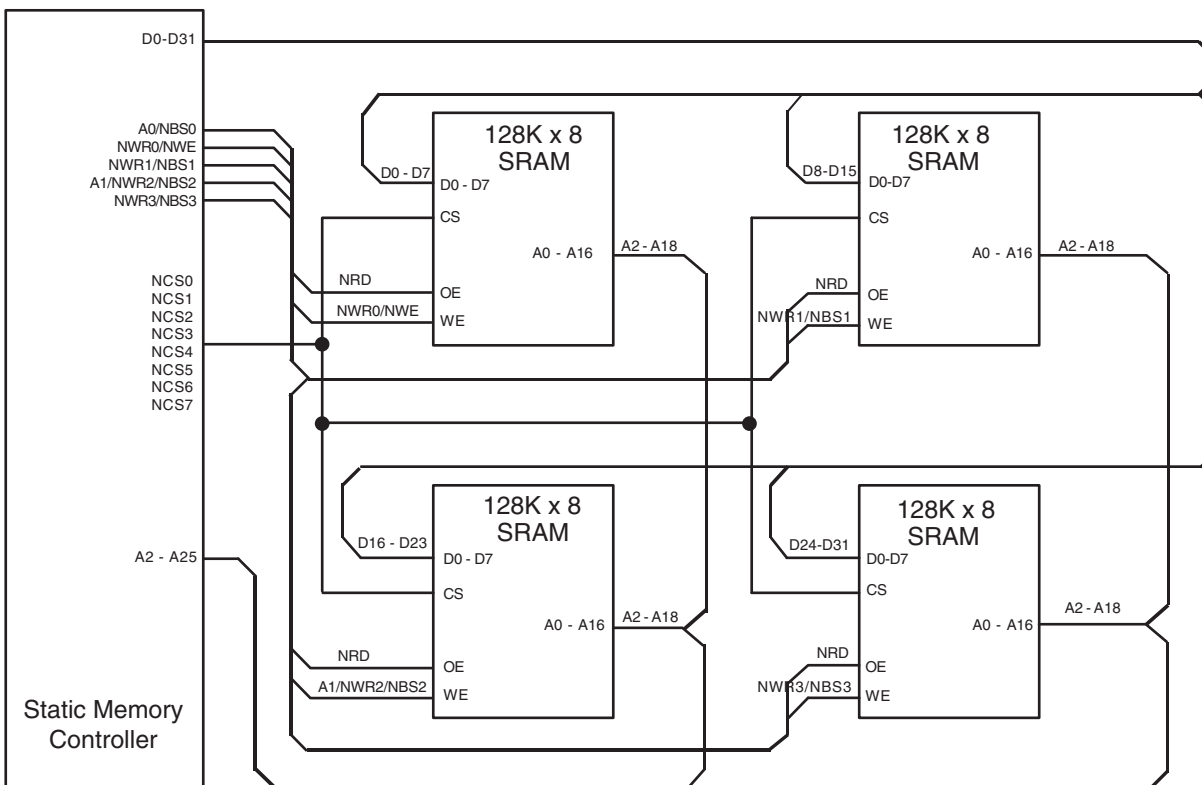 D0-D31
A0/NBS0
NWR0/NWE
NWR1/NBS1
A1/NWR2/NBS2
NWR3/NBS3
NCS0
NCS1
NCS2
NCS3
NCS4
NCS5
NCS6
NCS7
A2 - A25
Static Memory
Controller
128K x 8
SRAM
D0 - D7
D0 - D7
CS
A0 - A16
A2 - A18
NRD
OE
NWR0/NWE
WE
128K x 8
SRAM
D8-D15
D0-D7
CS
A0 - A16
A2 - A18
NRD
OE
NWR1/NBS1
WE
128K x 8
SRAM
D16 - D23
D0 - D7
CS
A0 - A16
A2 - A18
NRD
OE
A1/NWR2/NBS2
WE
128K x 8
SRAM
D24-D31
D0-D7
CS
A0 - A16
A2 - A18
NRD
OE
NWR3/NBS3
WE